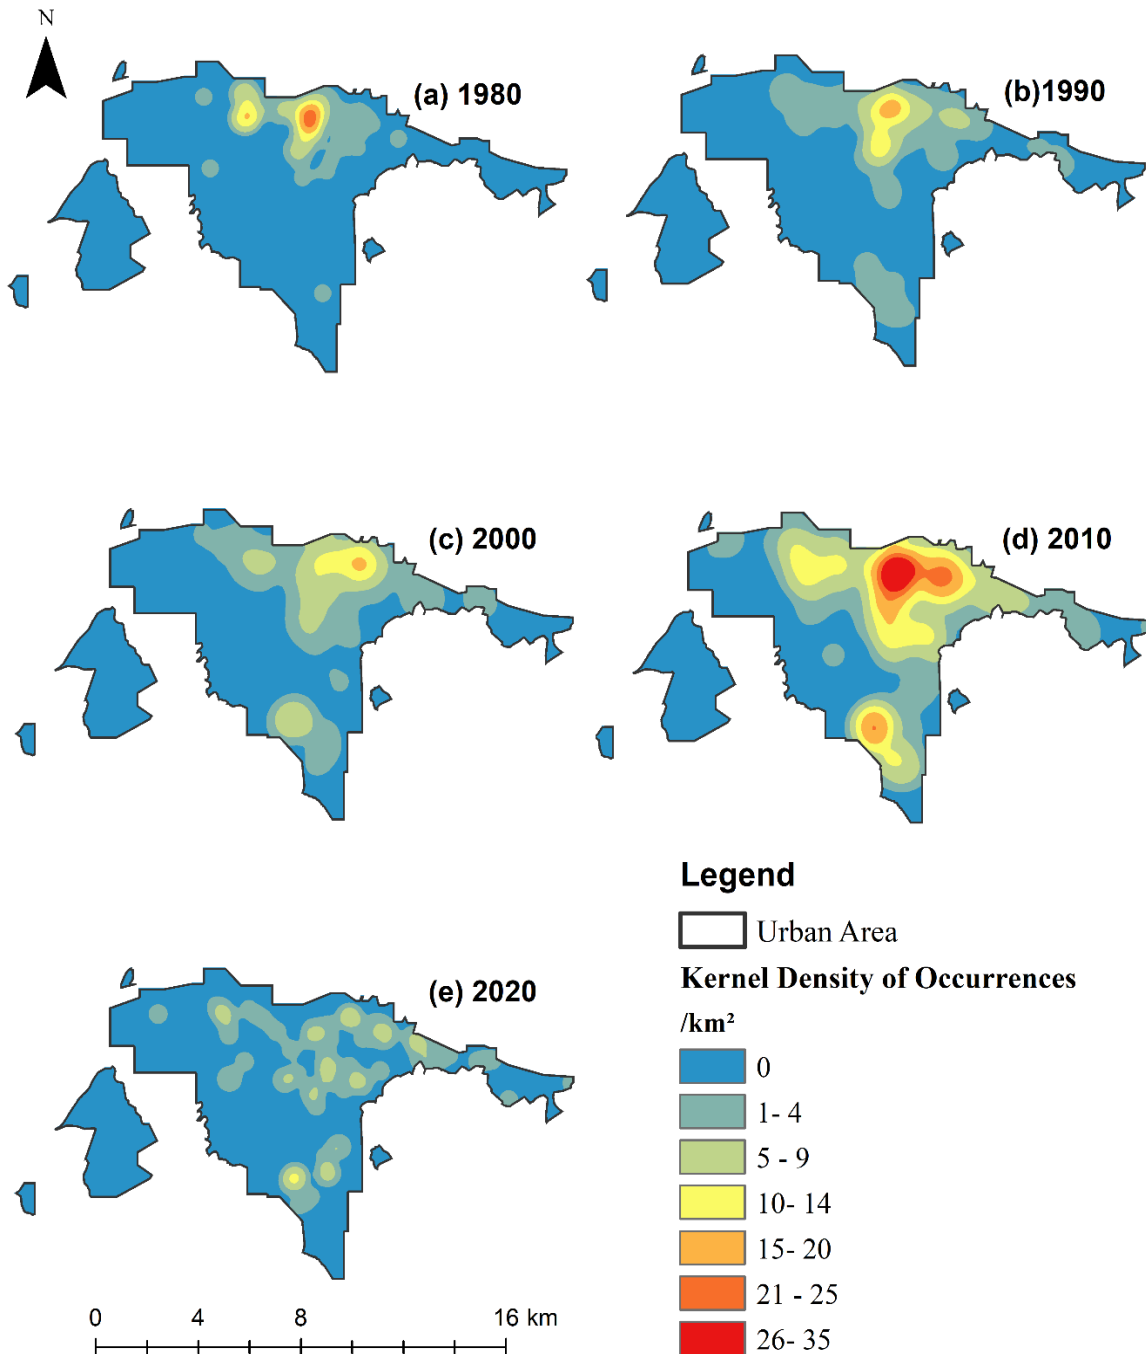 N
(a) 1980
(b)1990
(c) 2000
(d) 2010
(e) 2020
Legend
Urban Area
Kernel Density of Occurrences
/km²
0
1- 4
5 - 9
10- 14
15- 20
21 - 25
26- 35
0 4 8 16 km